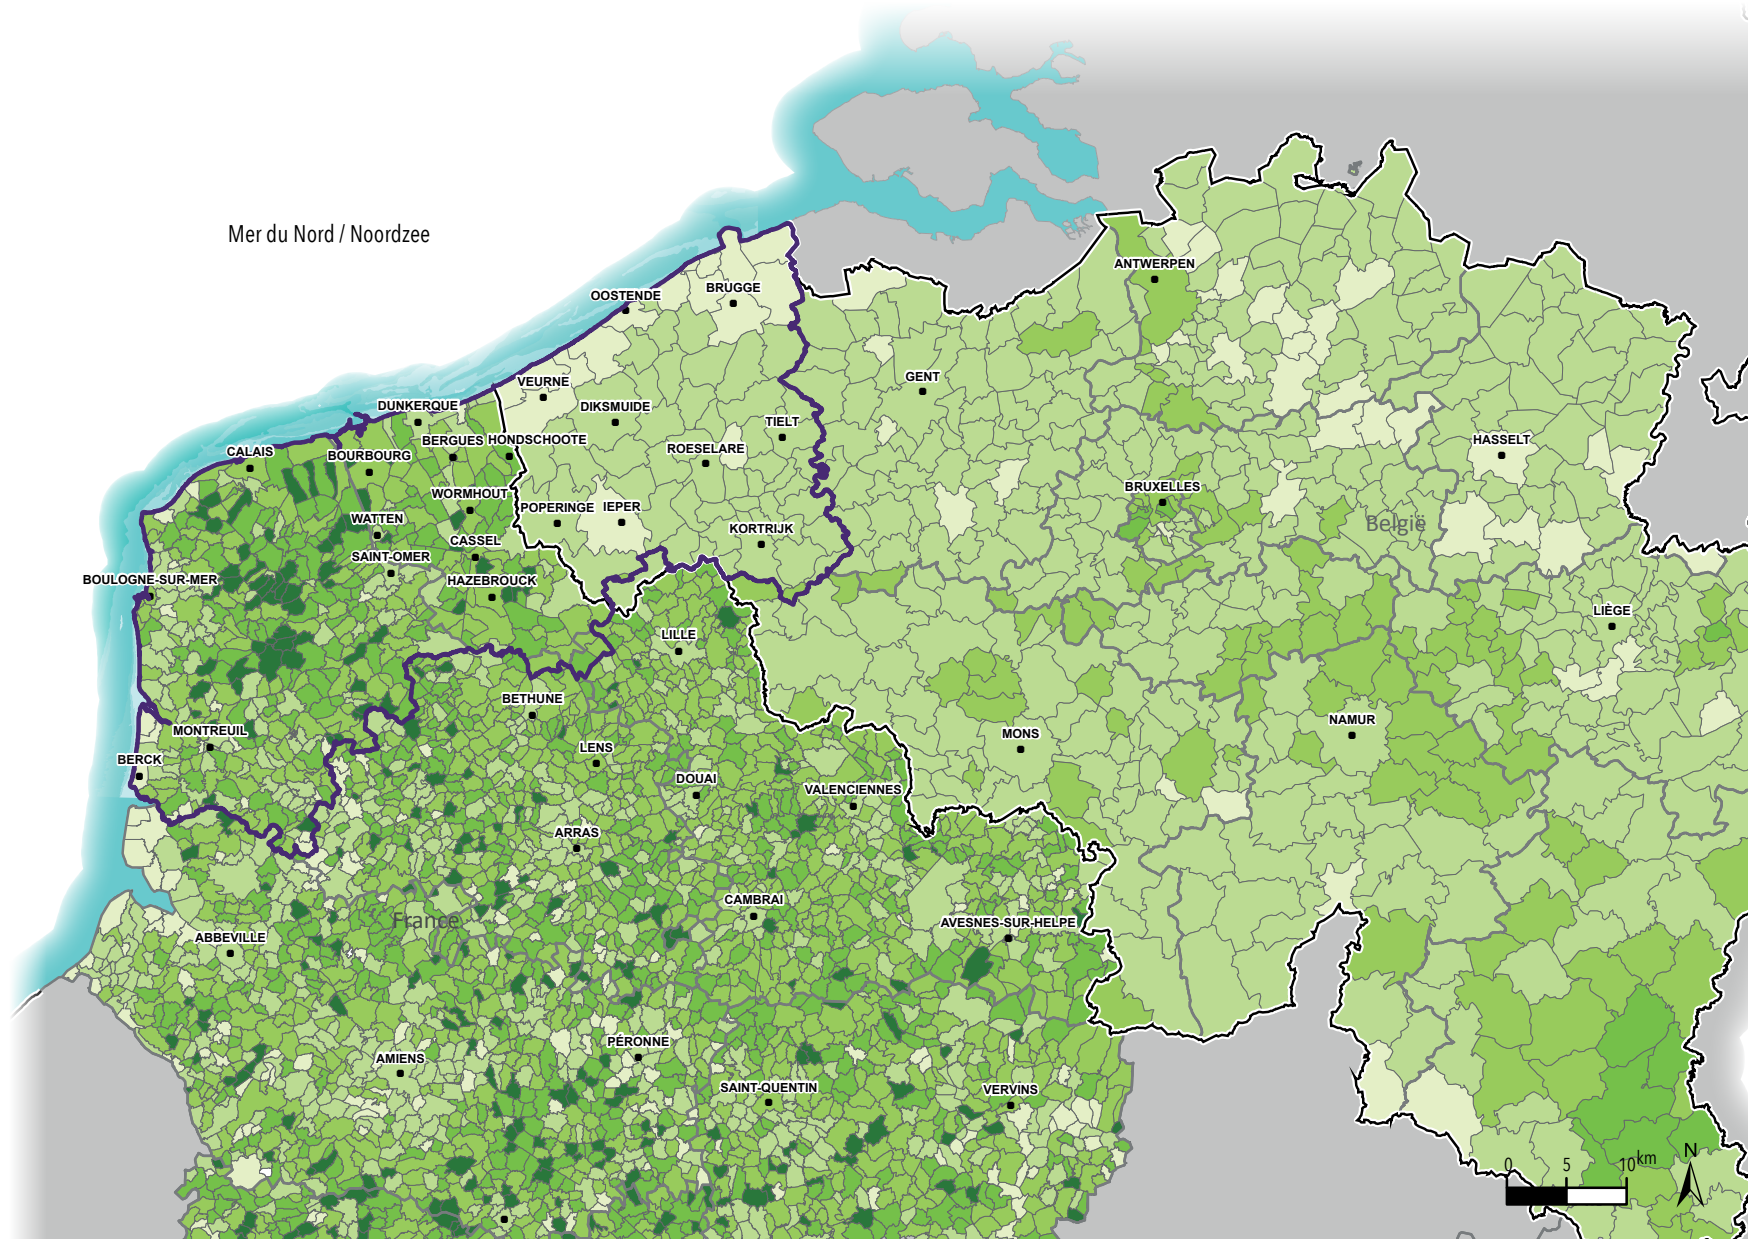 Mer du Nord / Noordzee
ANTWERPEN
BRUGGE
OOSTENDE
GENT
VEURNE
DUNKERQUE
DIKSMUIDE
TIELT
BERGUES
HONDSCHOOTE
ROESELARE
HASSELT
CALAIS
BOURBOURG
BRUXELLES
WORMHOUT
POPERINGE
IEPER
WATTEN
België
KORTRIJK
CASSEL
SAINT-OMER
BOULOGNE-SUR-MER
HAZEBROUCK
LIÈGE
LILLE
BETHUNE
NAMUR
MONTREUIL
MONS
LENS
BERCK
DOUAI
VALENCIENNES
ARRAS
CAMBRAI
France
AVESNES-SUR-HELPE
ABBEVILLE
PÉRONNE
AMIENS
SAINT-QUENTIN
VERVINS
N
0 5 10km